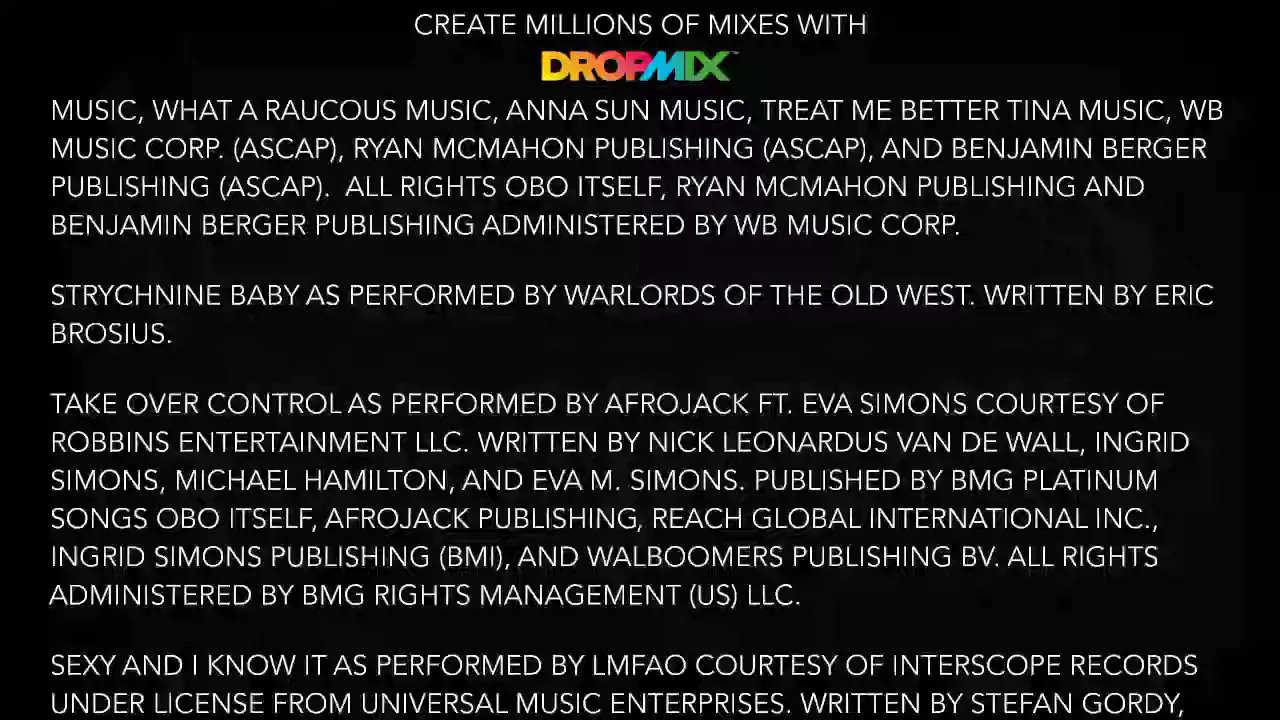 CREATE MILLIONS OF MIXES WITH
DROPMIX™
MUSIC, WHAT A RAUCOUS MUSIC, ANNA SUN MUSIC, TREAT ME BETTER TINA MUSIC, WB
MUSIC CORP. (ASCAP), RYAN MCMAHON PUBLISHING (ASCAP), AND BENJAMIN BERGER
PUBLISHING (ASCAP).  ALL RIGHTS OBO ITSELF, RYAN MCMAHON PUBLISHING AND
BENJAMIN BERGER PUBLISHING ADMINISTERED BY WB MUSIC CORP.
STRYCHNINE BABY AS PERFORMED BY WARLORDS OF THE OLD WEST. WRITTEN BY ERIC
BROSIUS.
TAKE OVER CONTROL AS PERFORMED BY AFROJACK FT. EVA SIMONS COURTESY OF
ROBBINS ENTERTAINMENT LLC. WRITTEN BY NICK LEONARDUS VAN DE WALL, INGRID
SIMONS, MICHAEL HAMILTON, AND EVA M. SIMONS. PUBLISHED BY BMG PLATINUM
SONGS OBO ITSELF, AFROJACK PUBLISHING, REACH GLOBAL INTERNATIONAL INC.,
INGRID SIMONS PUBLISHING (BMI), AND WALBOOMERS PUBLISHING BV. ALL RIGHTS
ADMINISTERED BY BMG RIGHTS MANAGEMENT (US) LLC.
SEXY AND I KNOW IT AS PERFORMED BY LMFAO COURTESY OF INTERSCOPE RECORDS
UNDER LICENSE FROM UNIVERSAL MUSIC ENTERPRISES. WRITTEN BY STEFAN GORDY,